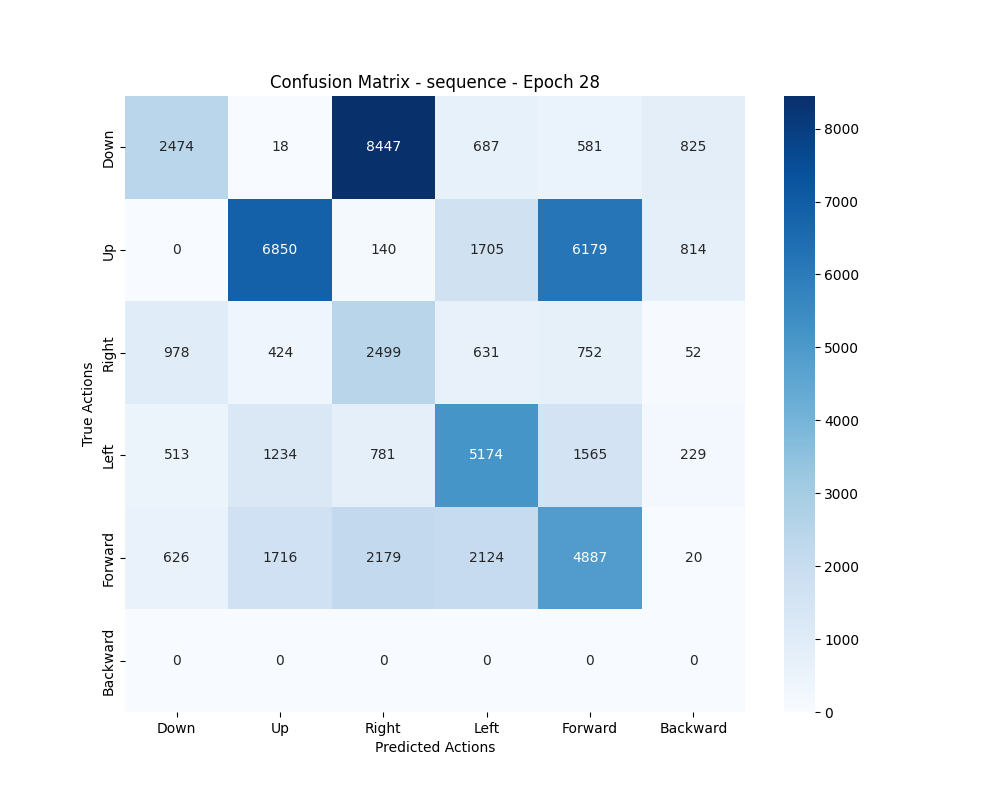 Confusion Matrix - sequence - Epoch 28
Down 2474 18 8447 687 581 825
Up 0 6850 140 1705 6179 814
Right 978 424 2499 631 752 52
Left 513 1234 781 5174 1565 229
Forward 626 1716 2179 2124 4887 20
Backward 0 0 0 0 0 0
Down Up Right Left Forward Backward
Predicted Actions
True Actions
8000
7000
6000
5000
4000
3000
2000
1000
0